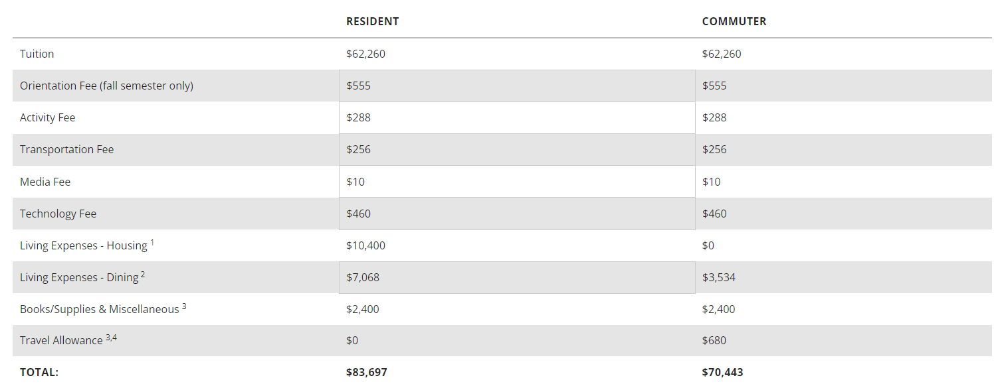 RESIDENT COMMUTER
Tuition $62,260 $62,260
Orientation Fee (fall semester only) $555 $555
Activity Fee $288 $288
Transportation Fee $256 $256
Media Fee $10 $10
Technology Fee $460 $460
Living Expenses - Housing 1 $10,400 $0
Living Expenses - Dining 2 $7,068 $3,534
Books/Supplies & Miscellaneous 3 $2,400 $2,400
Travel Allowance 3,4 $0 $680
TOTAL: $83,697 $70,443